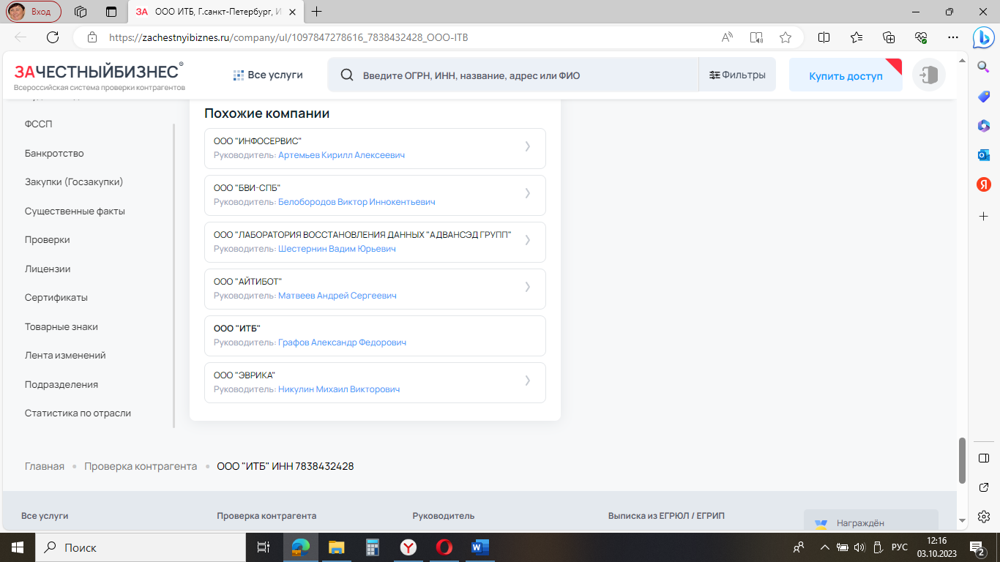 Вход
ЗА ООО ИТБ, Г.санкт-Петербург, И
https://zachestnyibiznes.ru/company/ul/1097847278616_7838432428_OOO-ITB
ЗАЧЕСТНЫЙБИЗНЕС®
Всероссийская система проверки контрагентов
Все услуги
Введите ОГРН, ИНН, название, адрес или ФИО
Фильтры
Купить доступ
ФССП
Банкротство
Закупки (Госзакупки)
Существенные факты
Проверки
Лицензии
Сертификаты
Товарные знаки
Лента изменений
Подразделения
Статистика по отрасли
Похожие компании
ООО "ИНФОСЕРВИС"
Руководитель: Артемьев Кирилл Алексеевич
ООО "БВИ-СПБ"
Руководитель: Белобородов Виктор Иннокентьевич
ООО "ЛАБОРАТОРИЯ ВОССТАНОВЛЕНИЯ ДАННЫХ "АДВАНСЭД ГРУПП"
Руководитель: Шестернин Вадим Юрьевич
ООО "АЙТИБОТ"
Руководитель: Матвеев Андрей Сергеевич
ООО "ИТБ"
Руководитель: Графов Александр Федорович
ООО "ЭВРИКА"
Руководитель: Никулин Михаил Викторович
Главная • Проверка контрагента • ООО "ИТБ" ИНН 7838432428
Все услуги
Проверка контрагента
Руководитель
Выписка из ЕГРЮЛ / ЕГРИП
Награждён
Поиск
РУС
12:16
03.10.2023
2